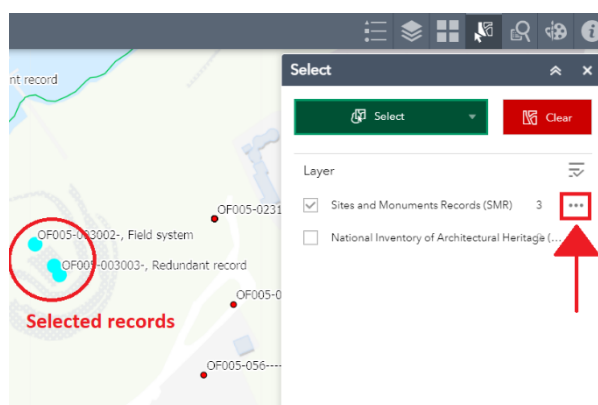 nt record
Select
Select
Clear
Layer
Sites and Monuments Records (SMR) 3
National Inventory of Architectural Heritage (...
OF005-0231
OF005-003002-, Field system
OF005-003003-, Redundant record
OF005-0
Selected records
OF005-056----